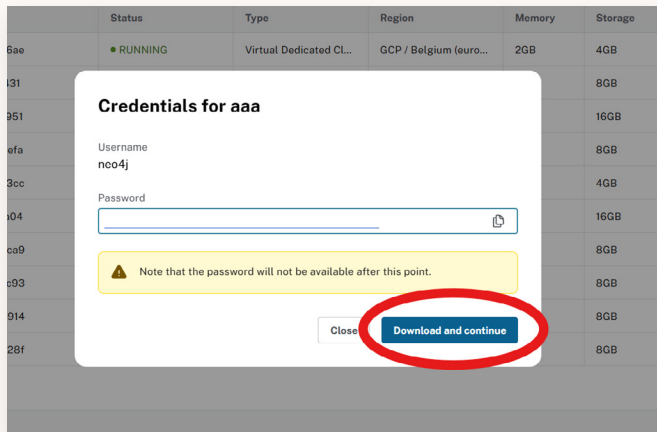 Status Type Region Memory Storage
6ae RUNNING Virtual Dedicated Cl... GCP / Belgium (euro... 2GB 4GB
431 8GB
951 16GB
efa 8GB
3cc 4GB
a04 16GB
ca9 8GB
c93 8GB
914 8GB
28f 8GB
Credentials for aaa
Username
neo4j
Password
Note that the password will not be available after this point.
Close Download and continue